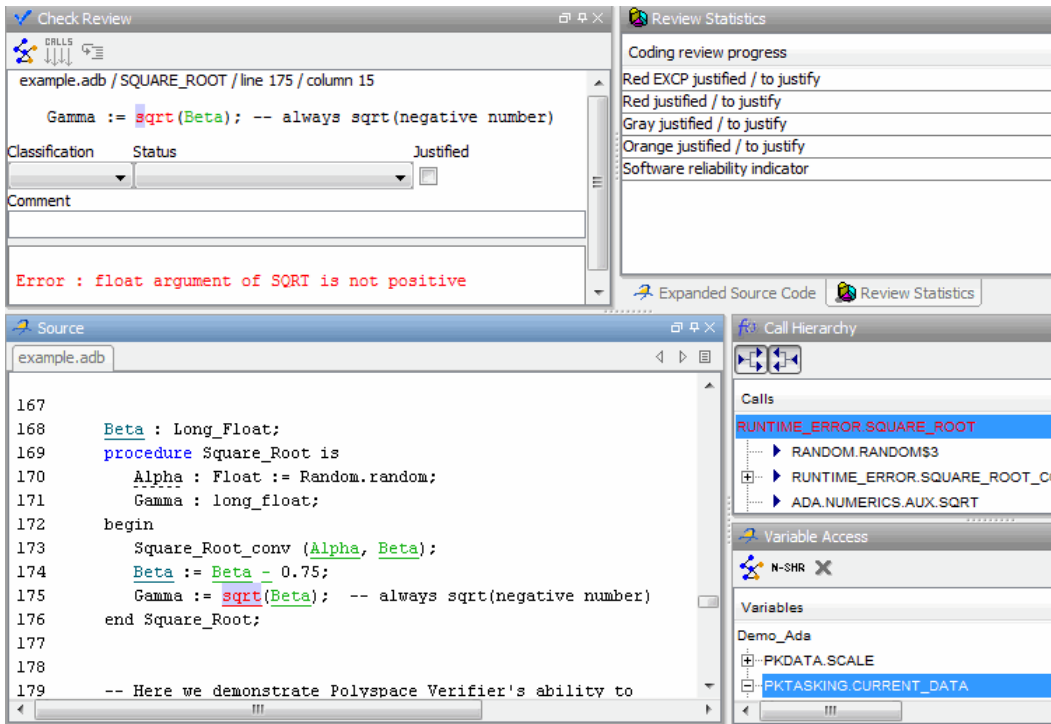 Check Review
CALLS
example.adb / SQUARE_ROOT / line 175 / column 15
Gamma := sqrt(Beta); -- always sqrt(negative number)
Classification Status Justified
Comment
Error : float argument of SQRT is not positive
Review Statistics
Coding review progress
Red EXCP justified / to justify
Red justified / to justify
Gray justified / to justify
Orange justified / to justify
Software reliability indicator
Expanded Source Code Review Statistics
Source
example.adb
167
168 Beta : Long_Float;
169 procedure Square_Root is
170 Alpha : Float := Random.random;
171 Gamma : long_float;
172 begin
173 Square_Root_conv (Alpha, Beta);
174 Beta := Beta - 0.75;
175 Gamma := sqrt(Beta); -- always sqrt(negative number)
176 end Square_Root;
177
178
179 -- Here we demonstrate Polyspace Verifier's ability to
Call Hierarchy
Calls
RUNTIME_ERROR.SQUARE_ROOT
RANDOM.RANDOM$3
RUNTIME_ERROR.SQUARE_ROOT_C
ADA.NUMERICS.AUX.SQRT
Variable Access
N-SHR
Variables
Demo_Ada
PKDATA.SCALE
PKTASKING.CURRENT_DATA